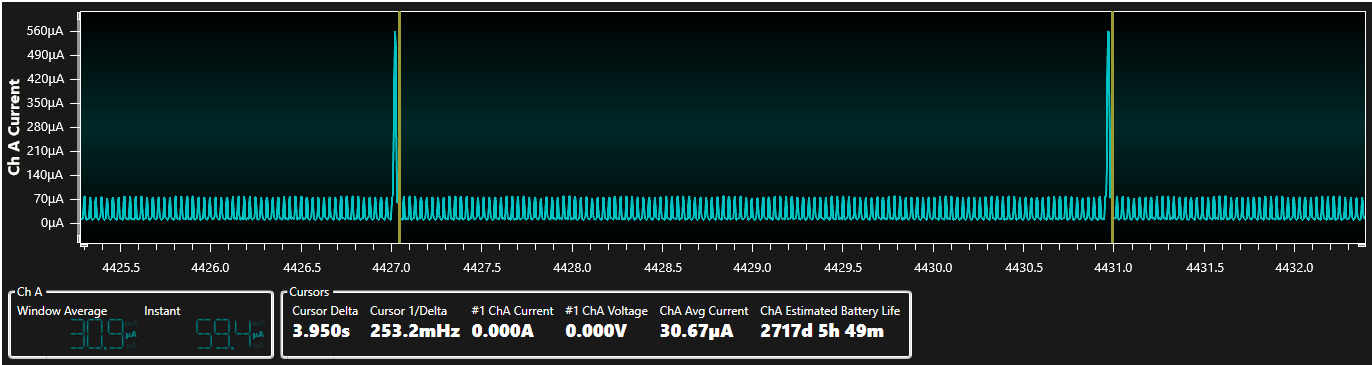 Ch A Current
560µA
490µA
420µA
350µA
280µA
210µA
140µA
70µA
0µA
4425.5 4426.0 4426.5 4427.0 4427.5 4428.0 4428.5 4429.0 4429.5 4430.0 4430.5 4431.0 4431.5 4432.0
Ch A
Window Average Instant
30.9 µA 59.4 µA
Cursors
Cursor Delta Cursor 1/Delta #1 ChA Current #1 ChA Voltage ChA Avg Current ChA Estimated Battery Life
3.950s 253.2mHz 0.000A 0.000V 30.67µA 2717d 5h 49m